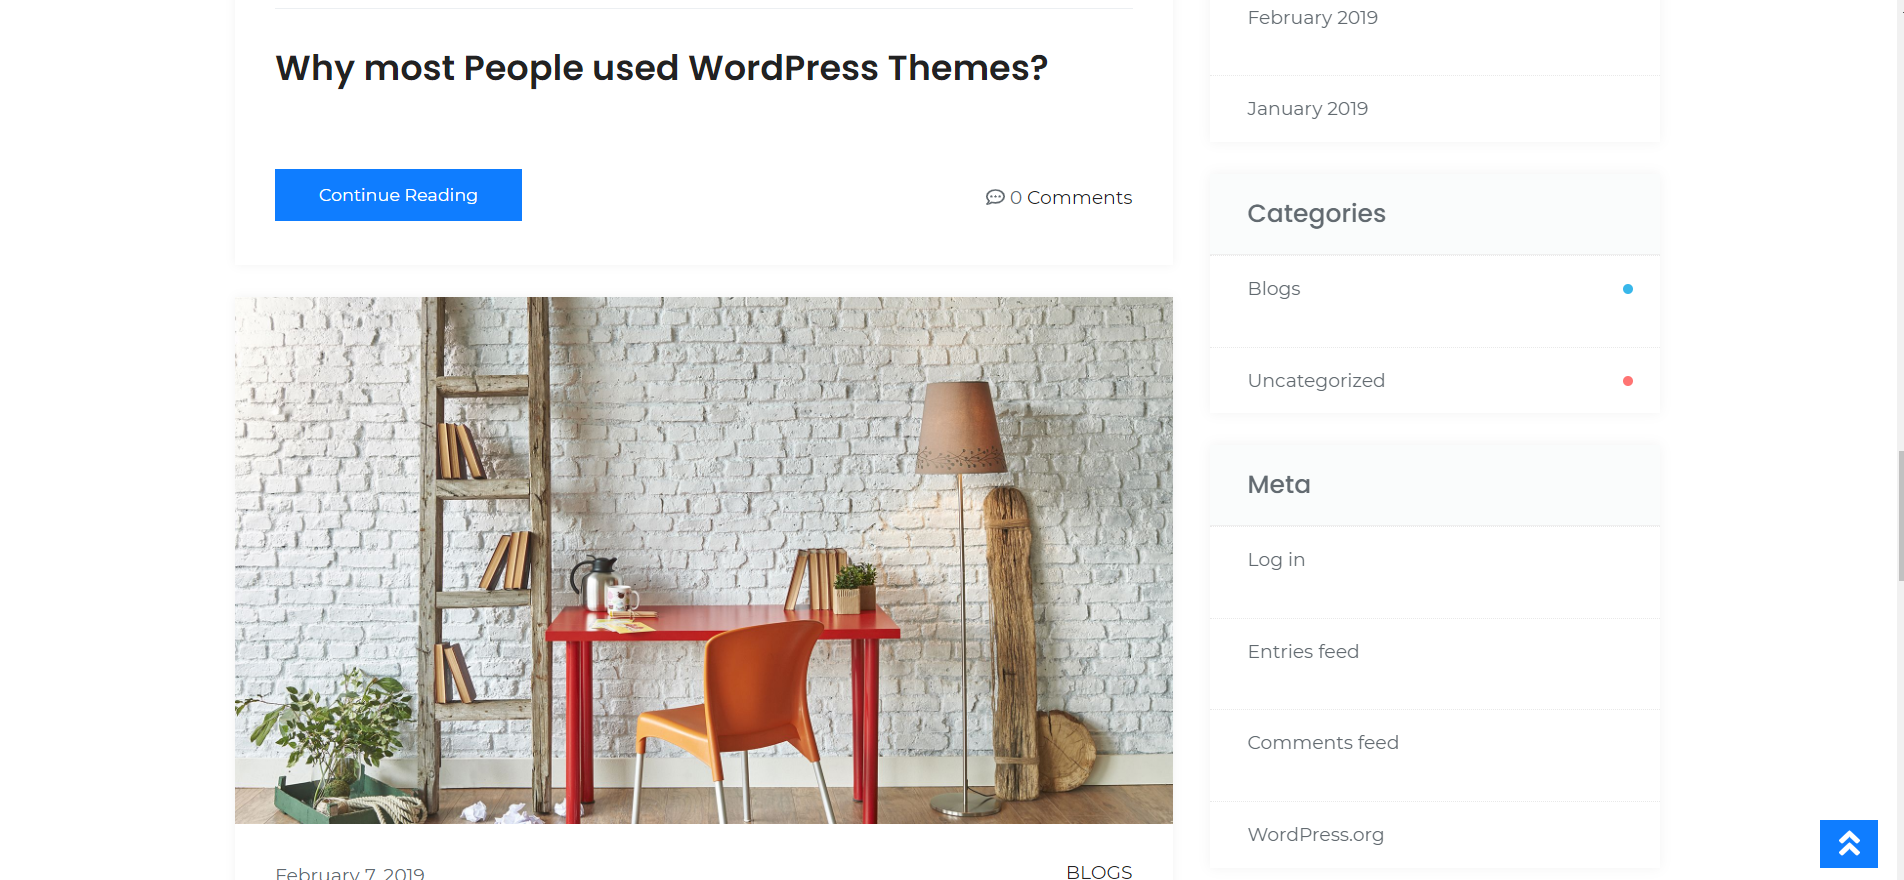 Why most People used WordPress Themes?
Continue Reading
0 Comments
February 7, 2019
BLOGS
February 2019
January 2019
Categories
Blogs
Uncategorized
Meta
Log in
Entries feed
Comments feed
WordPress.org